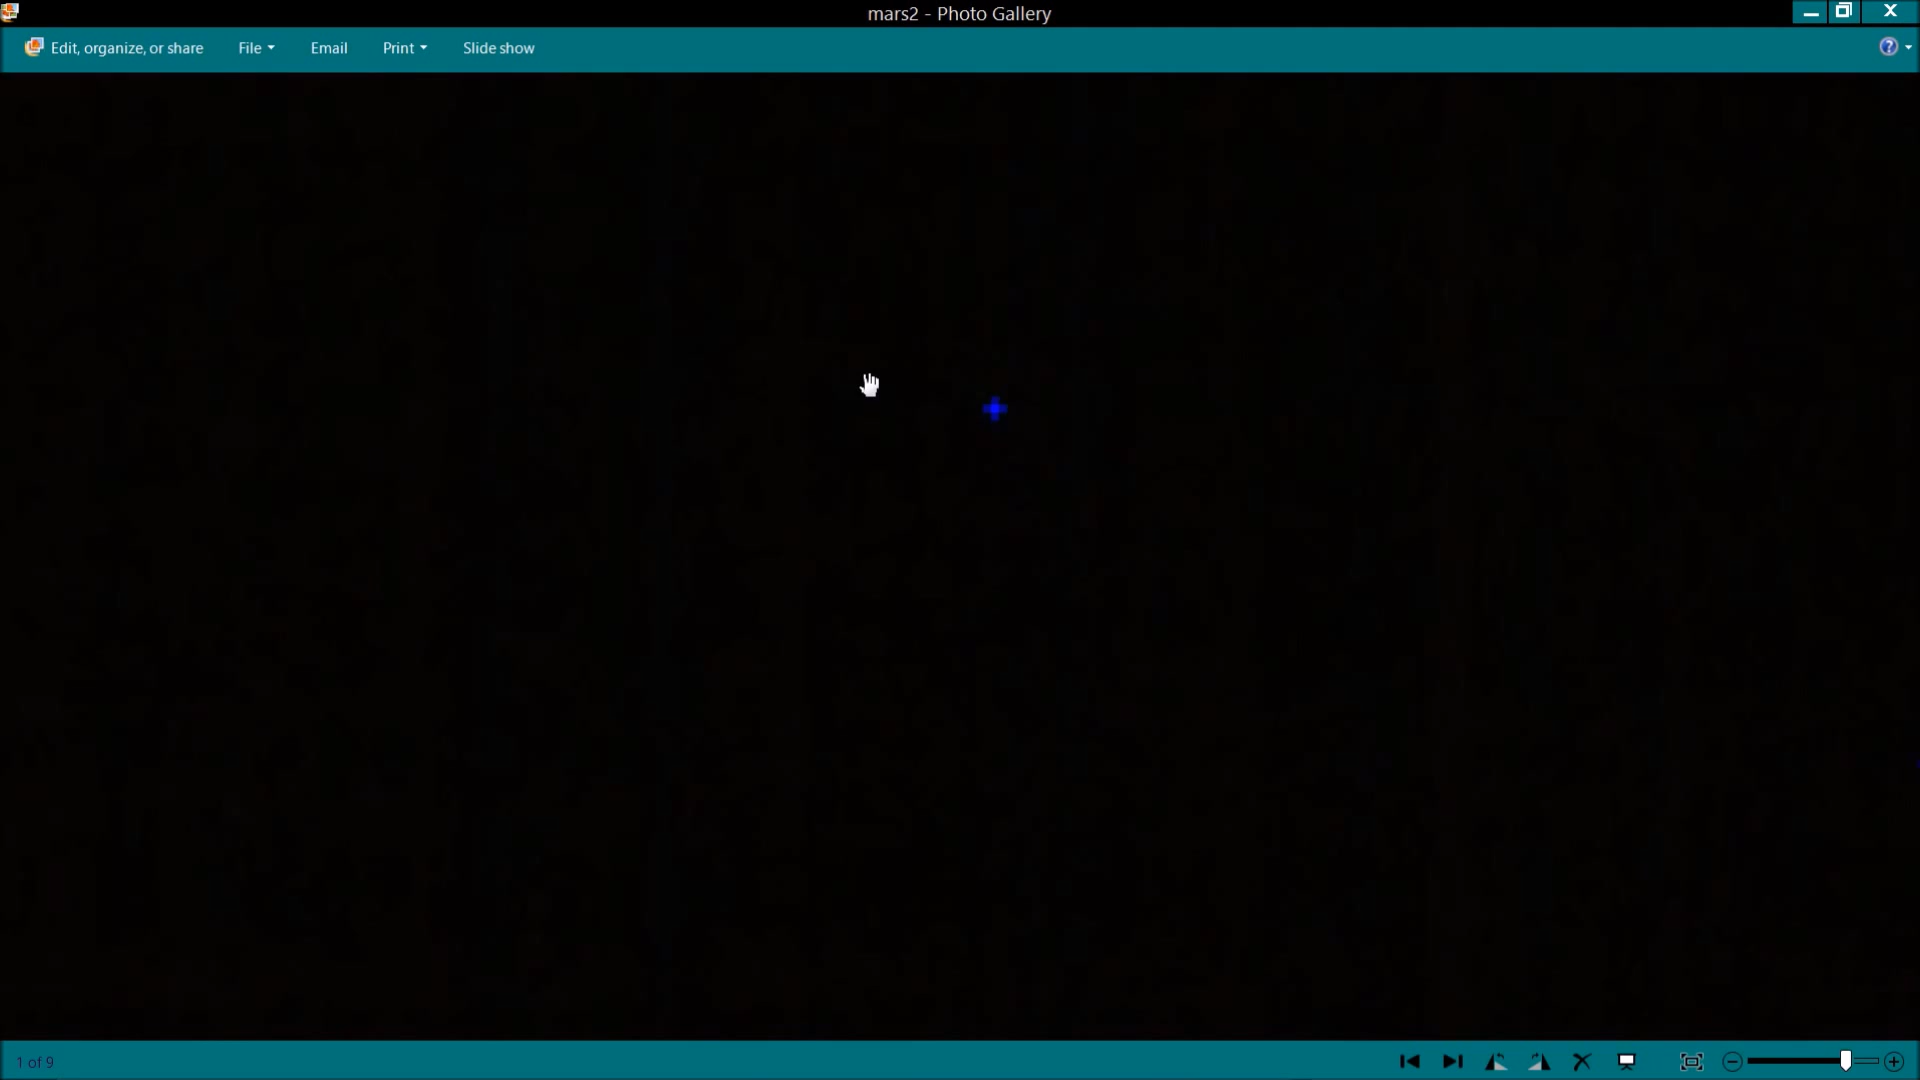 mars2 - Photo Gallery
Edit, organize, or share File Email Print Slide show
1 of 9